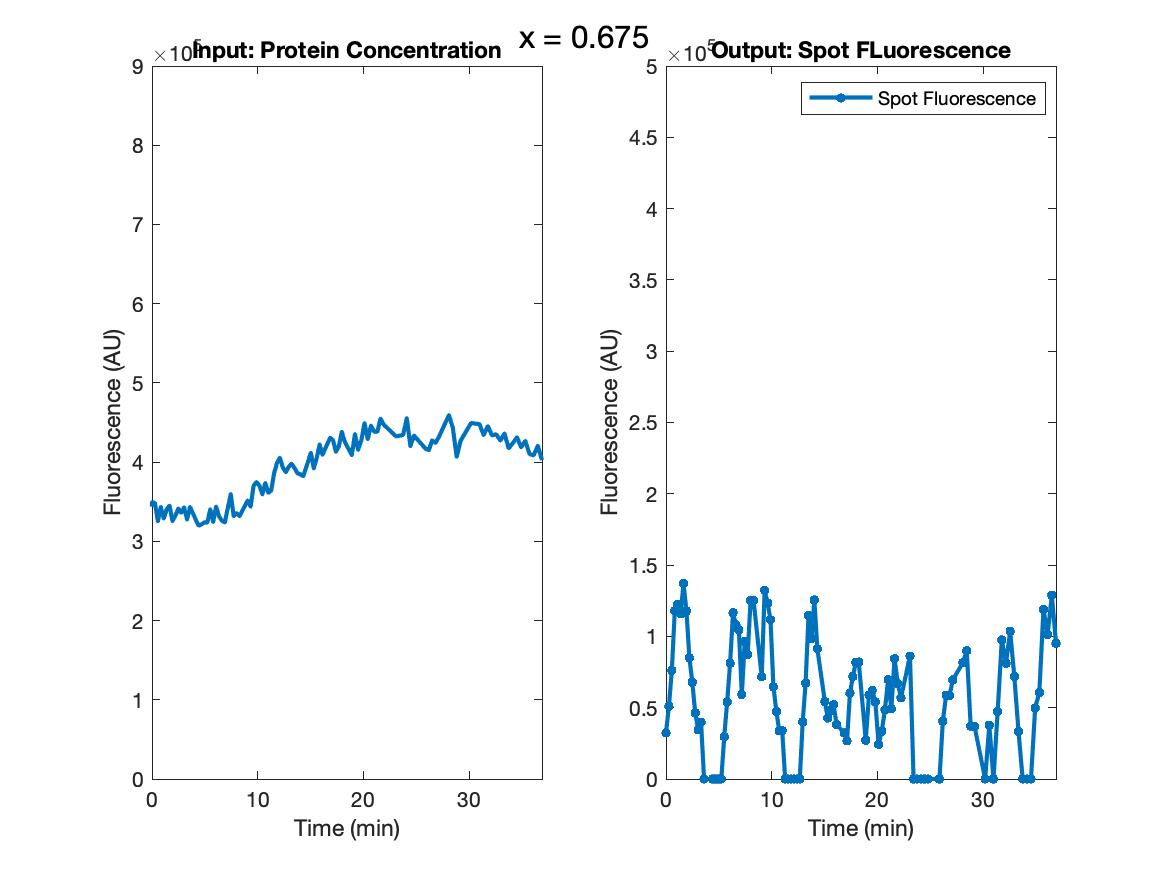 x = 0.675
×10⁵
Input: Protein Concentration
9
8
7
6
5
4
3
2
1
0
Fluorescence (AU)
0 10 20 30
Time (min)
×10⁵
Output: Spot FLuorescence
Spot Fluorescence
5
4.5
4
3.5
3
2.5
2
1.5
1
0.5
0
Fluorescence (AU)
0 10 20 30
Time (min)